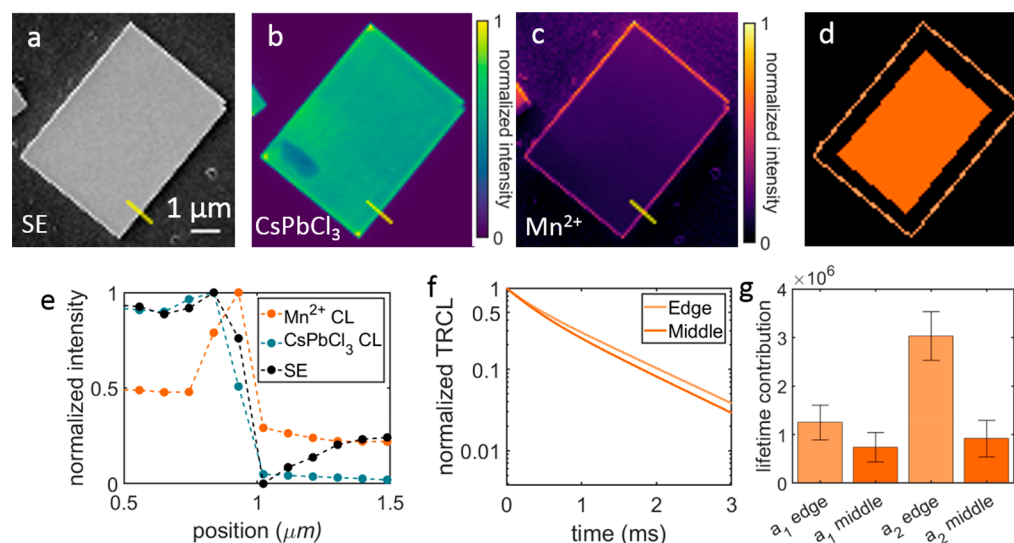 a
SE
1 μm
b
CsPbCl₃
1
normalized intensity
0
c
Mn²⁺
1
normalized intensity
0
d
e
normalized intensity
1
0.5
0
0.5
1
1.5
position (μm)
Mn²⁺ CL
CsPbCl₃ CL
SE
f
normalized TRCL
1
0.5
0.1
0.01
0
1
2
3
time (ms)
Edge
Middle
g
×10⁶
lifetime contribution
4
3
2
1
0
a₁ edge
a₁ middle
a₂ edge
a₂ middle